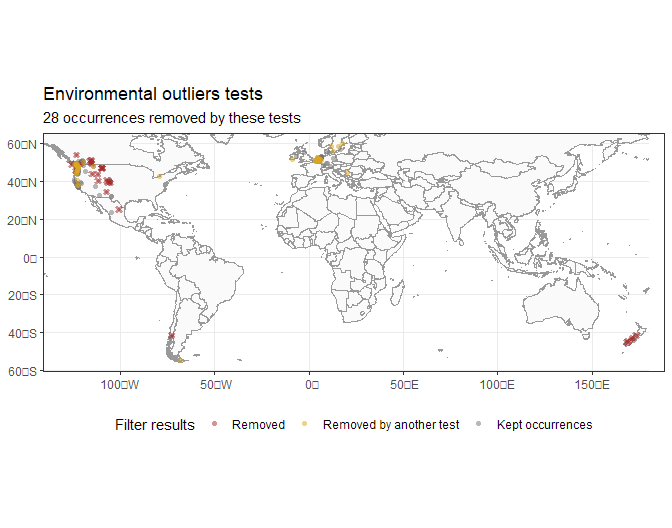 Environmental outliers tests
28 occurrences removed by these tests
60□N
40□N
20□N
0□
20□S
40□S
60□S
100□W 50□W 0□ 50□E 100□E 150□E
Filter results Removed Removed by another test Kept occurrences